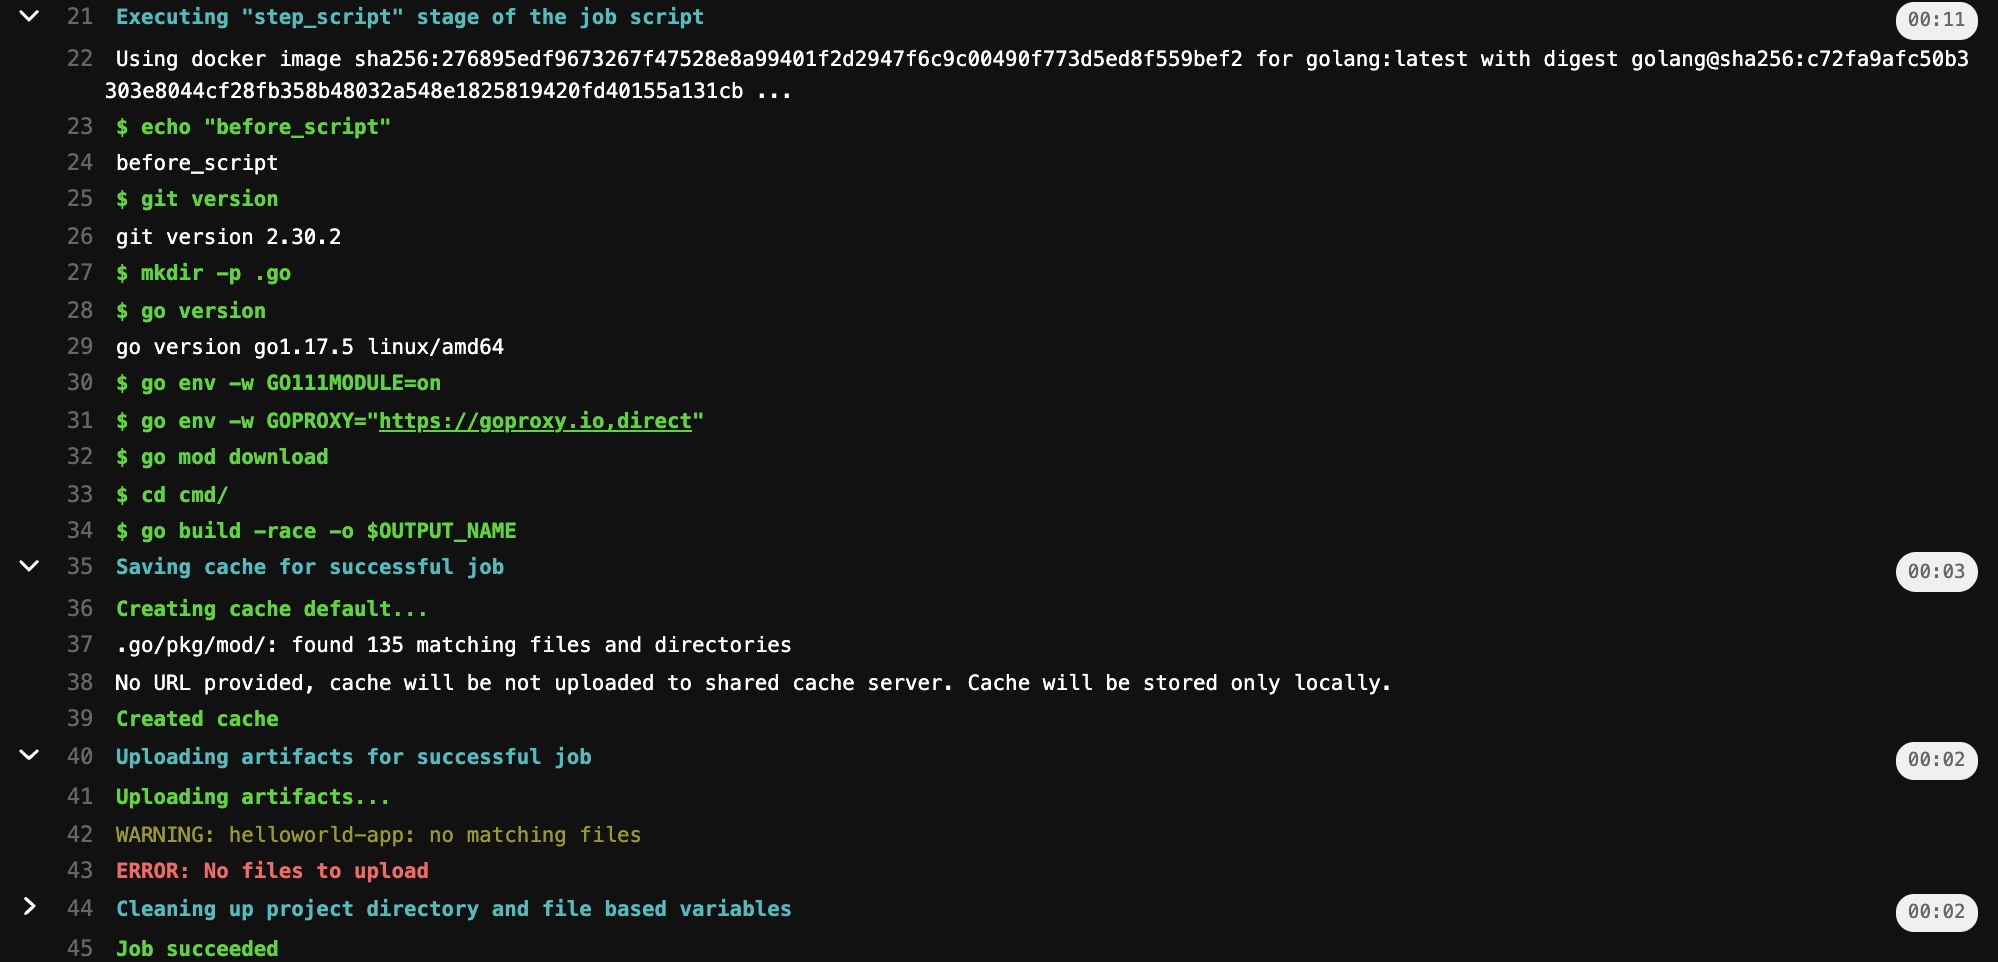 21 Executing "step_script" stage of the job script 00:11
22 Using docker image sha256:276895edf9673267f47528e8a99401f2d2947f6c9c00490f773d5ed8f559bef2 for golang:latest with digest golang@sha256:c72fa9afc50b3
303e8044cf28fb358b48032a548e1825819420fd40155a131cb ...
23 $ echo "before_script"
24 before_script
25 $ git version
26 git version 2.30.2
27 $ mkdir -p .go
28 $ go version
29 go version go1.17.5 linux/amd64
30 $ go env -w GO111MODULE=on
31 $ go env -w GOPROXY="https://goproxy.io,direct"
32 $ go mod download
33 $ cd cmd/
34 $ go build -race -o $OUTPUT_NAME
35 Saving cache for successful job 00:03
36 Creating cache default...
37 .go/pkg/mod/: found 135 matching files and directories
38 No URL provided, cache will be not uploaded to shared cache server. Cache will be stored only locally.
39 Created cache
40 Uploading artifacts for successful job 00:02
41 Uploading artifacts...
42 WARNING: helloworld-app: no matching files
43 ERROR: No files to upload
44 Cleaning up project directory and file based variables 00:02
45 Job succeeded